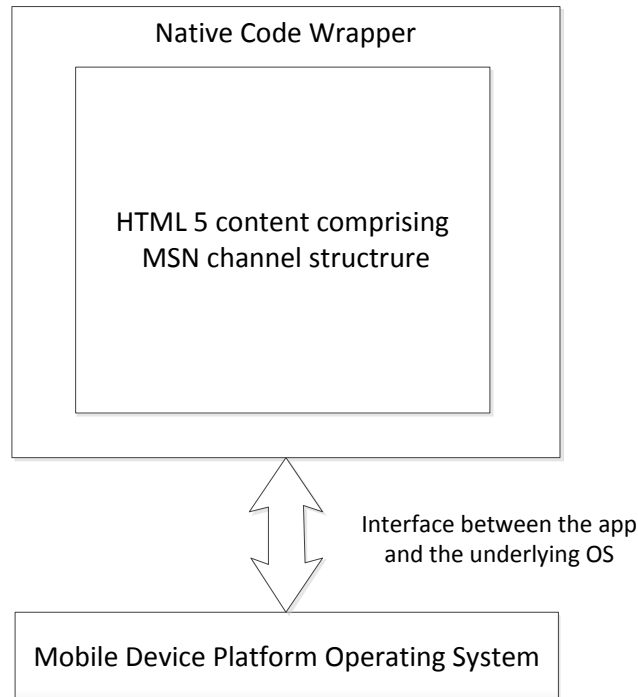 Native Code Wrapper
HTML 5 content comprising
MSN channel structrure
Interface between the app
and the underlying OS
Mobile Device Platform Operating System